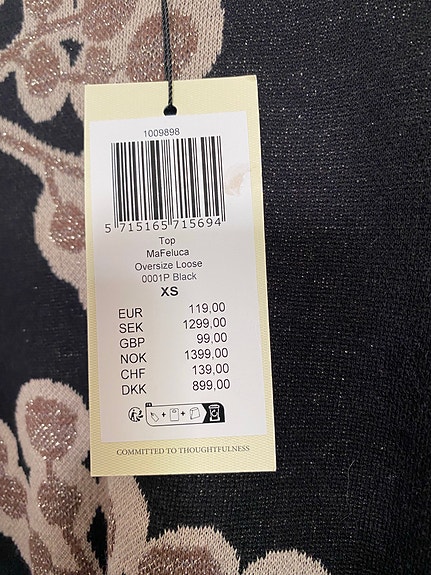 1009898
5 715165 715694
Top
MaFeluca
Oversize Loose
0001P Black
XS
EUR 119,00
SEK 1299,00
GBP 99,00
NOK 1399,00
CHF 139,00
DKK 899,00
COMMITTED TO THOUGHTFULNESS